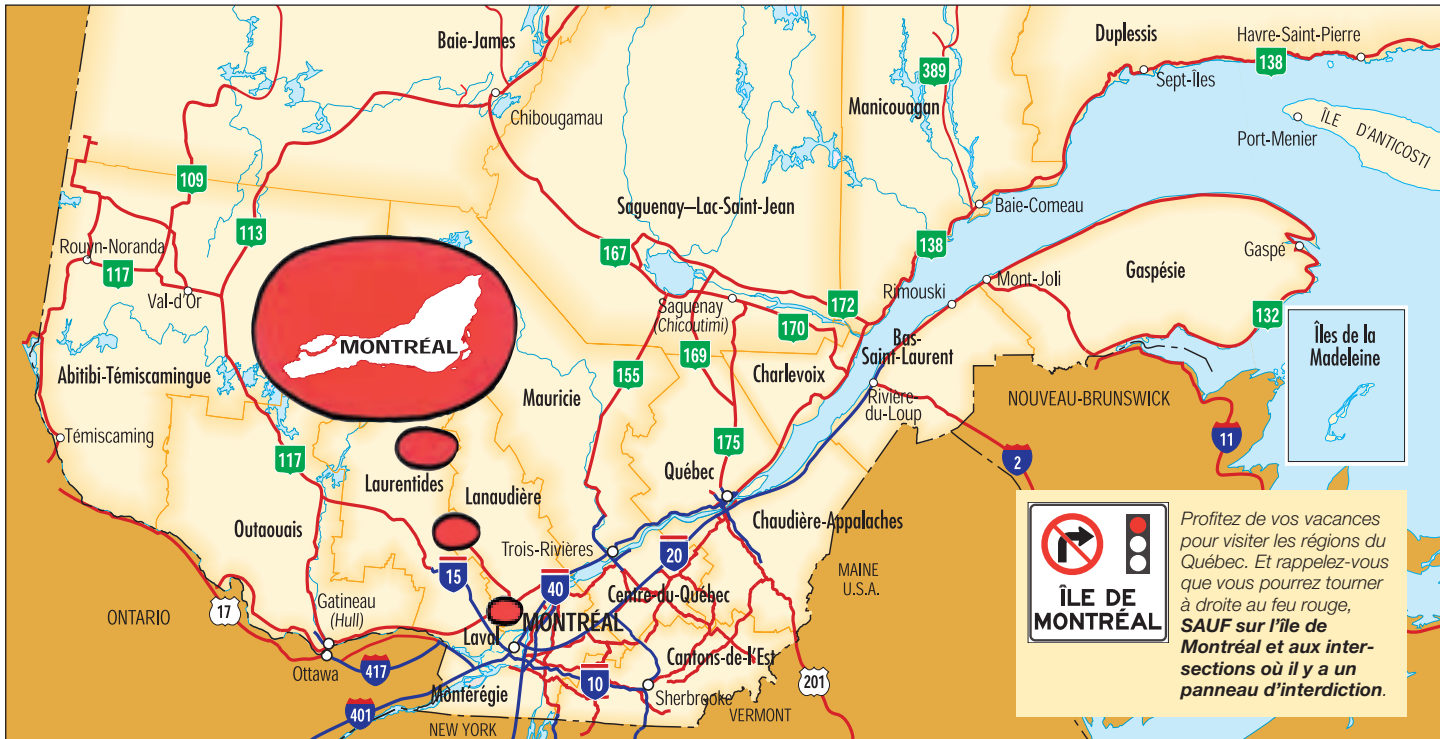 Baie-James
Duplessis
Havre-Saint-Pierre
138
389
Sept-Îles
Manicouagan
Chibougamau
ÎLE D'ANTICOSTI
Port-Menier
109
Saguenay–Lac-Saint-Jean
Baie-Comeau
113
138
Rouyn-Noranda
117
167
Gaspé
Mont-Joli
Gaspésie
Val-d'Or
Rimouski
Saguenay
(Chicoutimi)
172
170
132
Îles de la
Madeleine
MONTRÉAL
169
Bas-
Saint-Laurent
155
Charlevoix
Abitibi-Témiscamingue
Mauricie
Rivière-
du-Loup
NOUVEAU-BRUNSWICK
Témiscaming
175
11
117
2
Québec
Laurentides
Lanaudière
Outaouais
Chaudière-Appalaches
Trois-Rivières
20
15
40
MAINE
U.S.A.
Centre-du-Québec
ONTARIO
17
Gatineau
(Hull)
MONTRÉAL
Laval
Cantons-de-l'Est
Ottawa
417
10
201
Montérégie
Sherbrooke
401
NEW YORK
VERMONT
ÎLE DE
MONTRÉAL
Profitez de vos vacances
pour visiter les régions du
Québec. Et rappelez-vous
que vous pourrez tourner
à droite au feu rouge,
SAUF sur l'île de
Montréal et aux inter-
sections où il y a un
panneau d'interdiction.